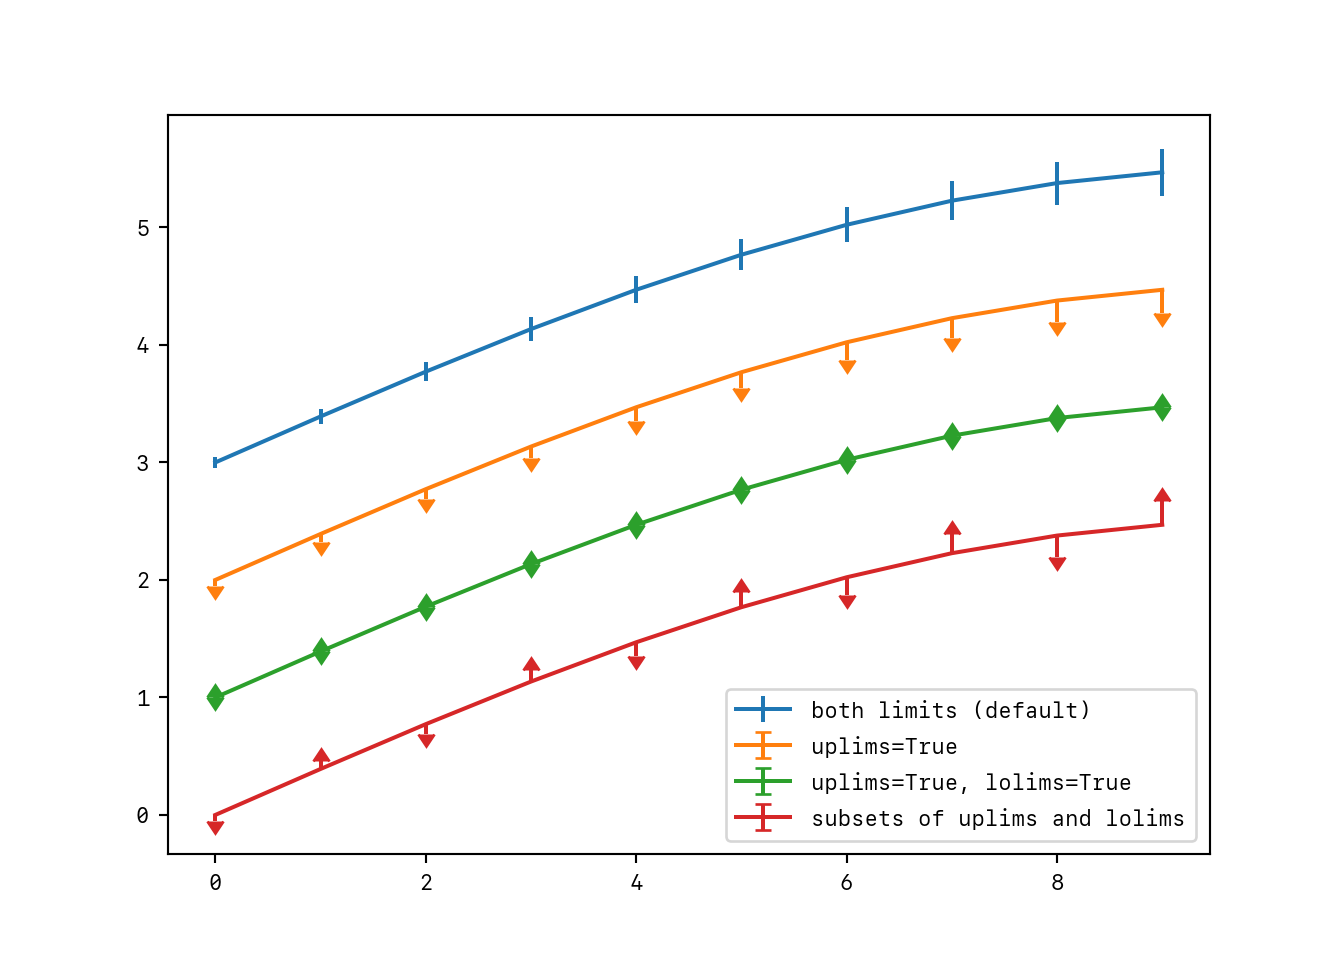 5
4
3
2
1
0
0 2 4 6 8
both limits (default)
uplims=True
uplims=True, lolims=True
subsets of uplims and lolims